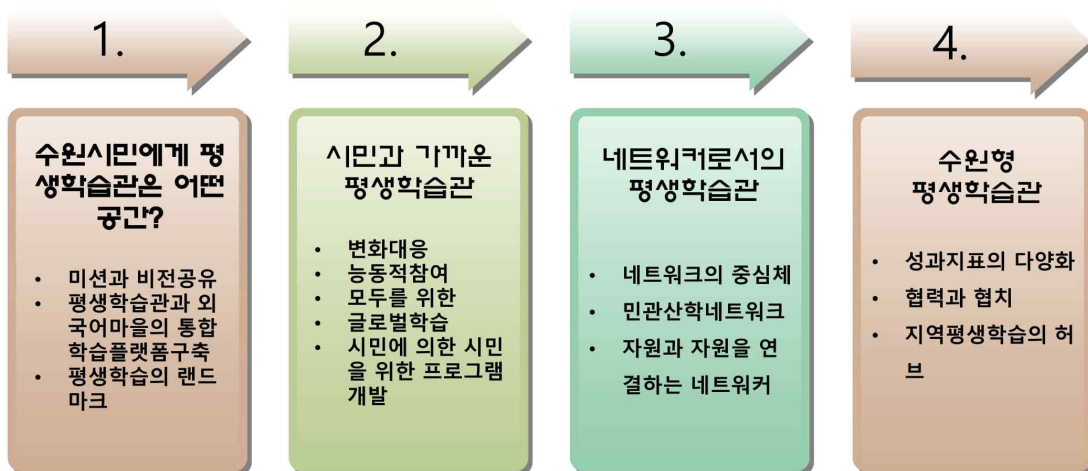 1.
수원시민에게 평
생학습관은 어떤
공간?
• 미션과 비전공유
• 평생학습관과 외
국어마을의 통합
학습플랫폼구축
• 평생학습의 랜드
마크
2.
시민과 가까운
평생학습관
• 변화대응
• 능동적참여
• 모두를 위한
• 글로벌학습
• 시민에 의한 시민
을 위한 프로그램
개발
3.
네트워커로서의
평생학습관
• 네트워크의 중심체
• 민관산학네트워크
• 자원과 자원을 연
결하는 네트워커
4.
수원형
평생학습관
• 성과지표의 다양화
• 협력과 협치
• 지역평생학습의 허
브